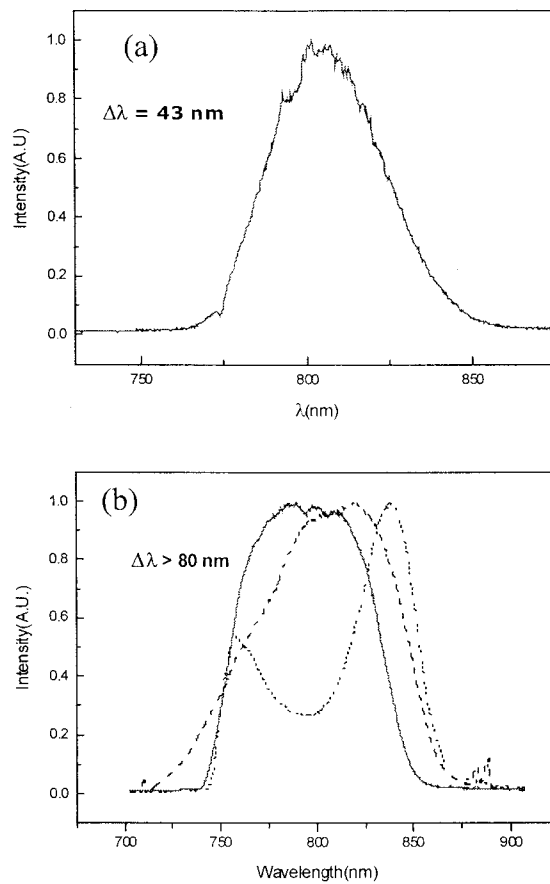 (a)
Δλ = 43 nm
Intensity(A.U)
1.0
0.8
0.6
0.4
0.2
0.0
750
800
850
λ(nm)
(b)
Δλ > 80 nm
Intensity(A.U.)
1.0
0.8
0.6
0.4
0.2
0.0
700
750
800
850
900
Wavelength(nm)